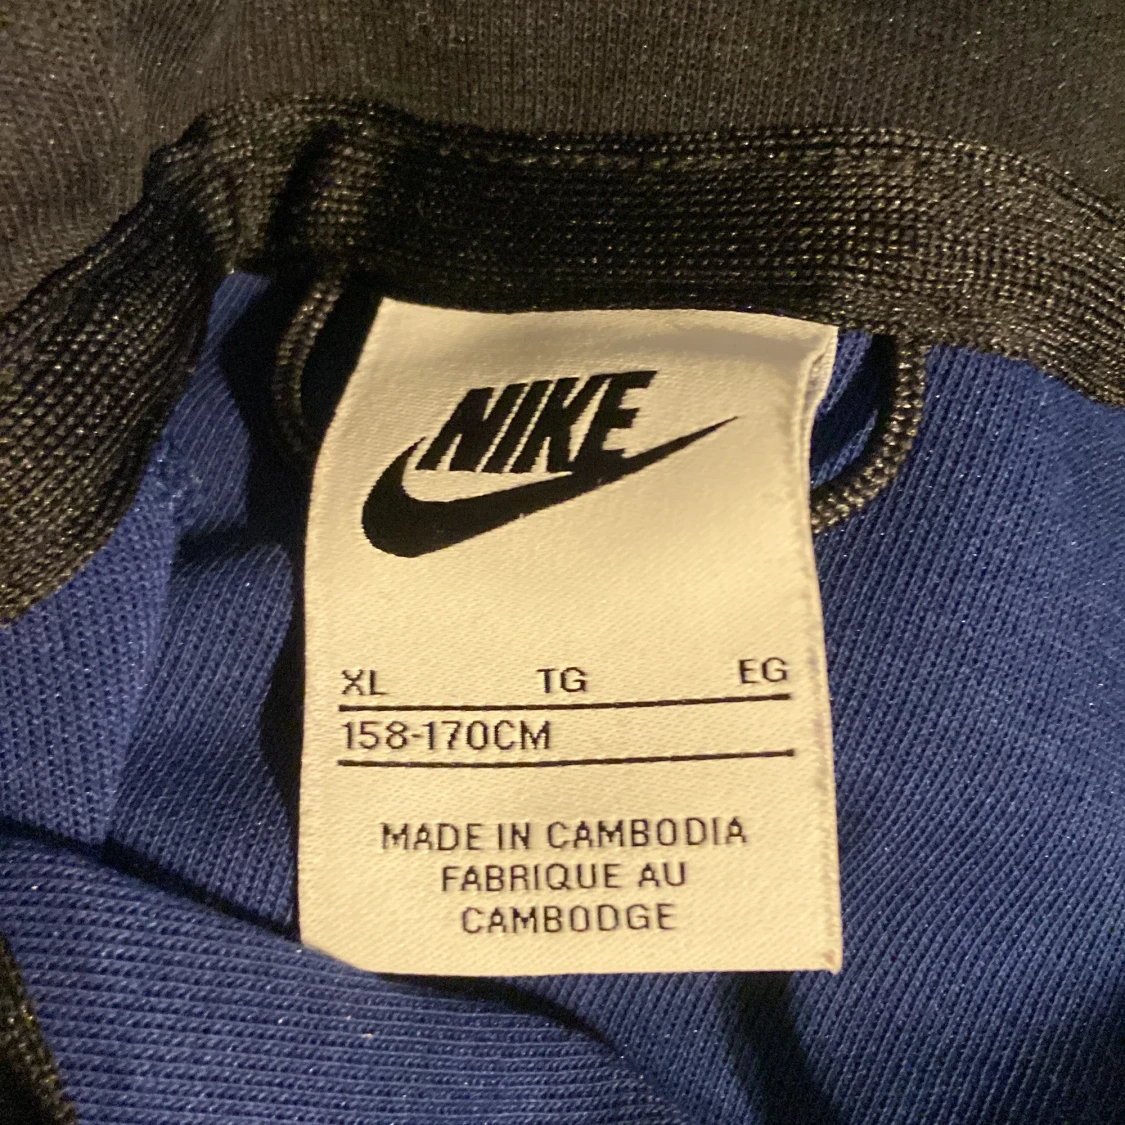 NIKE
XL TG EG
158-170CM
MADE IN CAMBODIA
FABRIQUE AU
CAMBODGE